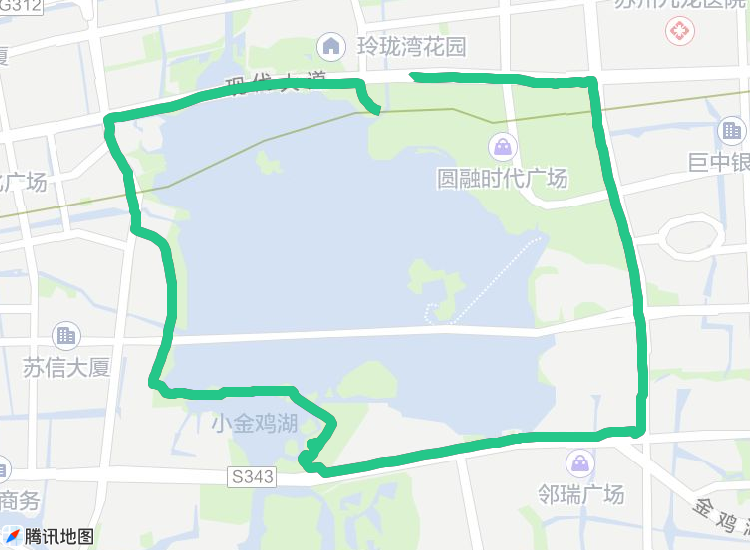 G312
苏州九龙医院
玲珑湾花园
现代大道
巨中银
圆融时代广场
广场
苏信大厦
小金鸡湖
S343
商务
邻瑞广场
金鸡湖
腾讯地图